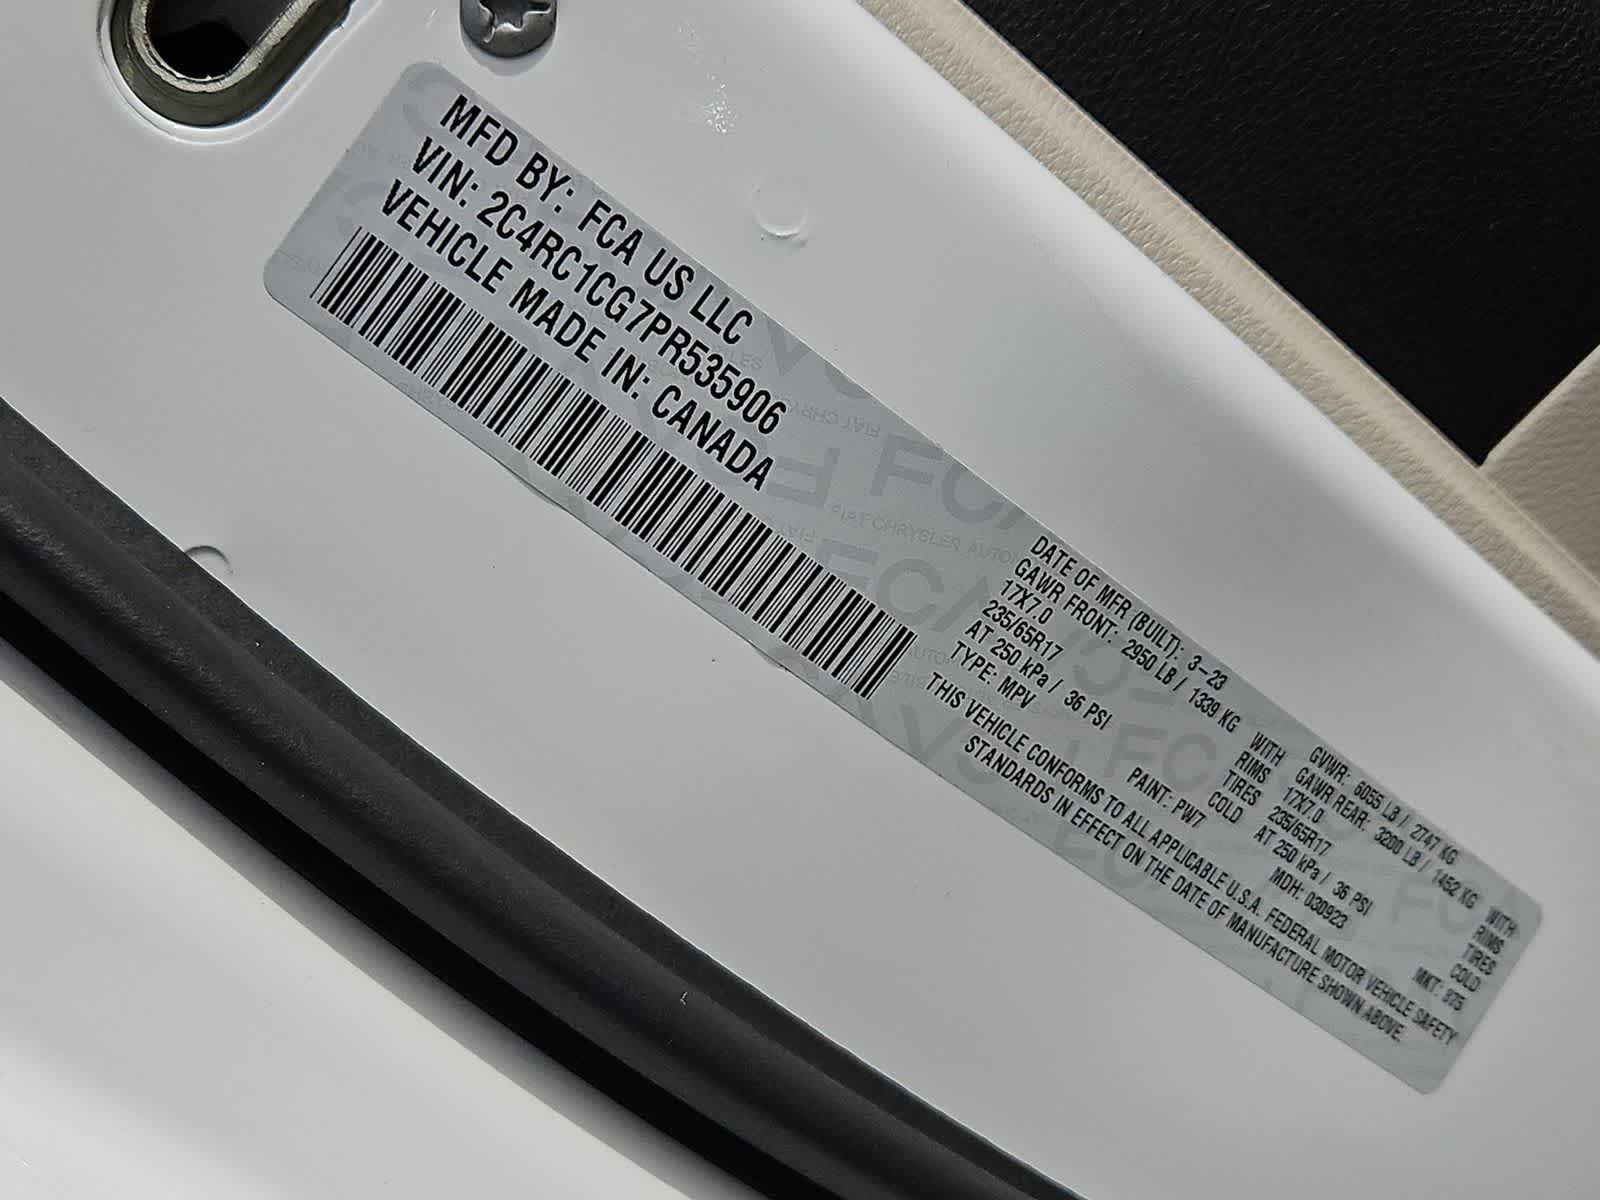 MFD BY: FCA US LLC
VIN: 2C4RC1CG7PR535906
VEHICLE MADE IN: CANADA
DATE OF MFR (BUILT): 3-23 GVWR: 6055 LB / 2747 KG
GAWR FRONT: 2950 LB / 1339 KG WITH GAWR REAR: 3200 LB / 1452 KG WITH
17X7.0 RIMS 17X7.0 RIMS
235/65R17 TIRES 235/65R17 TIRES
AT 250 kPa / 36 PSI COLD AT 250 kPa / 36 PSI COLD
TYPE: MPV PAINT: PW7 MDH: 030923 MKT: 875
THIS VEHICLE CONFORMS TO ALL APPLICABLE U.S.A. FEDERAL MOTOR VEHICLE SAFETY
STANDARDS IN EFFECT ON THE DATE OF MANUFACTURE SHOWN ABOVE.